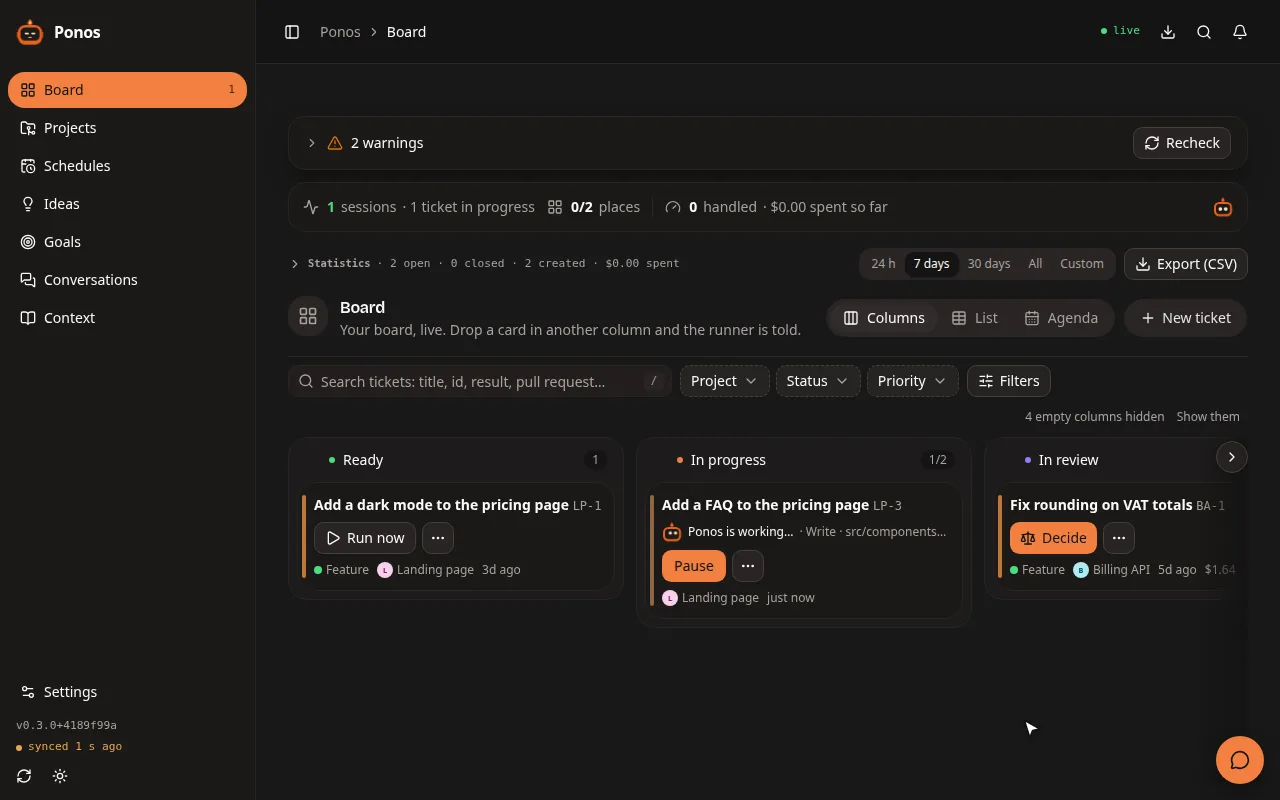 Ponos
Ponos > Board
live
Board 1
Projects
Schedules
Ideas
Goals
Conversations
Context
2 warnings
Recheck
1 sessions · 1 ticket in progress 0/2 places 0 handled · $0.00 spent so far
Statistics · 2 open · 0 closed · 2 created · $0.00 spent
24 h 7 days 30 days All Custom Export (CSV)
Board
Your board, live. Drop a card in another column and the runner is told.
Columns List Agenda New ticket
Search tickets: title, id, result, pull request... /
Project Status Priority Filters
4 empty columns hidden Show them
Ready 1
Add a dark mode to the pricing page LP-1
Run now
Feature L Landing page 3d ago
In progress 1/2
Add a FAQ to the pricing page LP-3
Ponos is working... · Write · src/components...
Pause
L Landing page just now
In review
Fix rounding on VAT totals BA-1
Decide
Feature B Billing API 5d ago $1.64
Settings
v0.3.0+4189f99a
synced 1 s ago